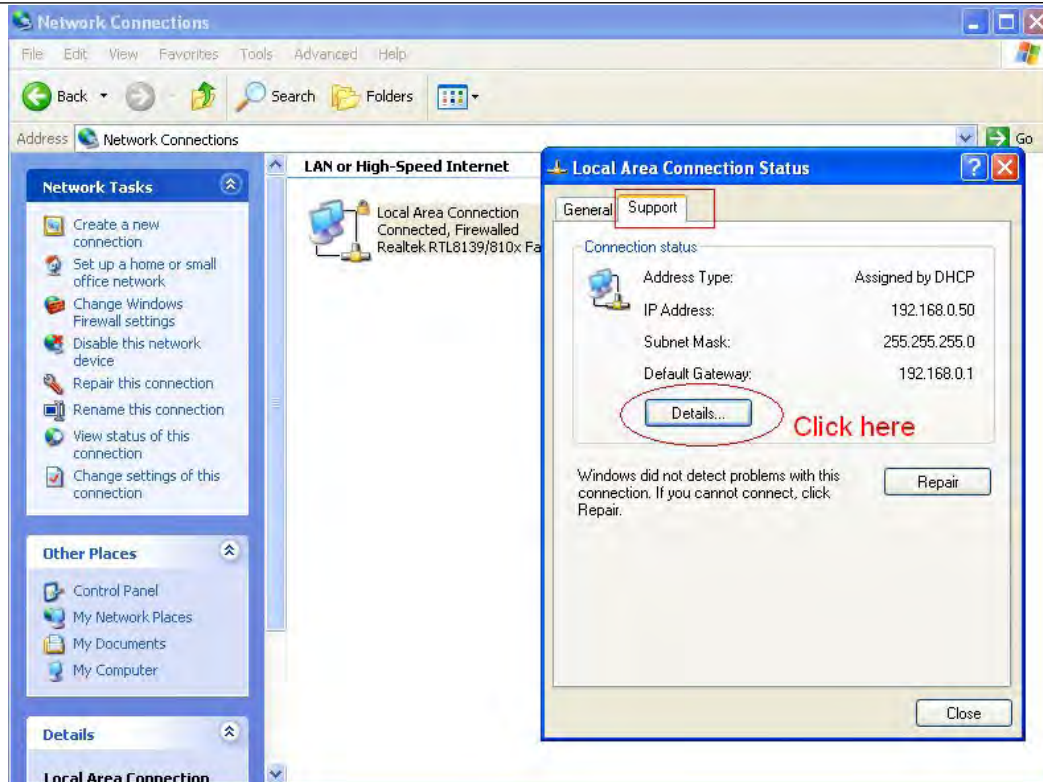 Network Connections
File Edit View Favorites Tools Advanced Help
Back Search Folders
Address Network Connections Go
Network Tasks
Create a new
connection
Set up a home or small
office network
Change Windows
Firewall settings
Disable this network
device
Repair this connection
Rename this connection
View status of this
connection
Change settings of this
connection
Other Places
Control Panel
My Network Places
My Documents
My Computer
Details
Local Area Connection
LAN or High-Speed Internet
Local Area Connection
Connected, Firewalled
Realtek RTL8139/810x Fa
Local Area Connection Status
General Support
Connection status
Address Type: Assigned by DHCP
IP Address: 192.168.0.50
Subnet Mask: 255.255.255.0
Default Gateway: 192.168.0.1
Details...
Click here
Windows did not detect problems with this
connection. If you cannot connect, click
Repair.
Repair
Close